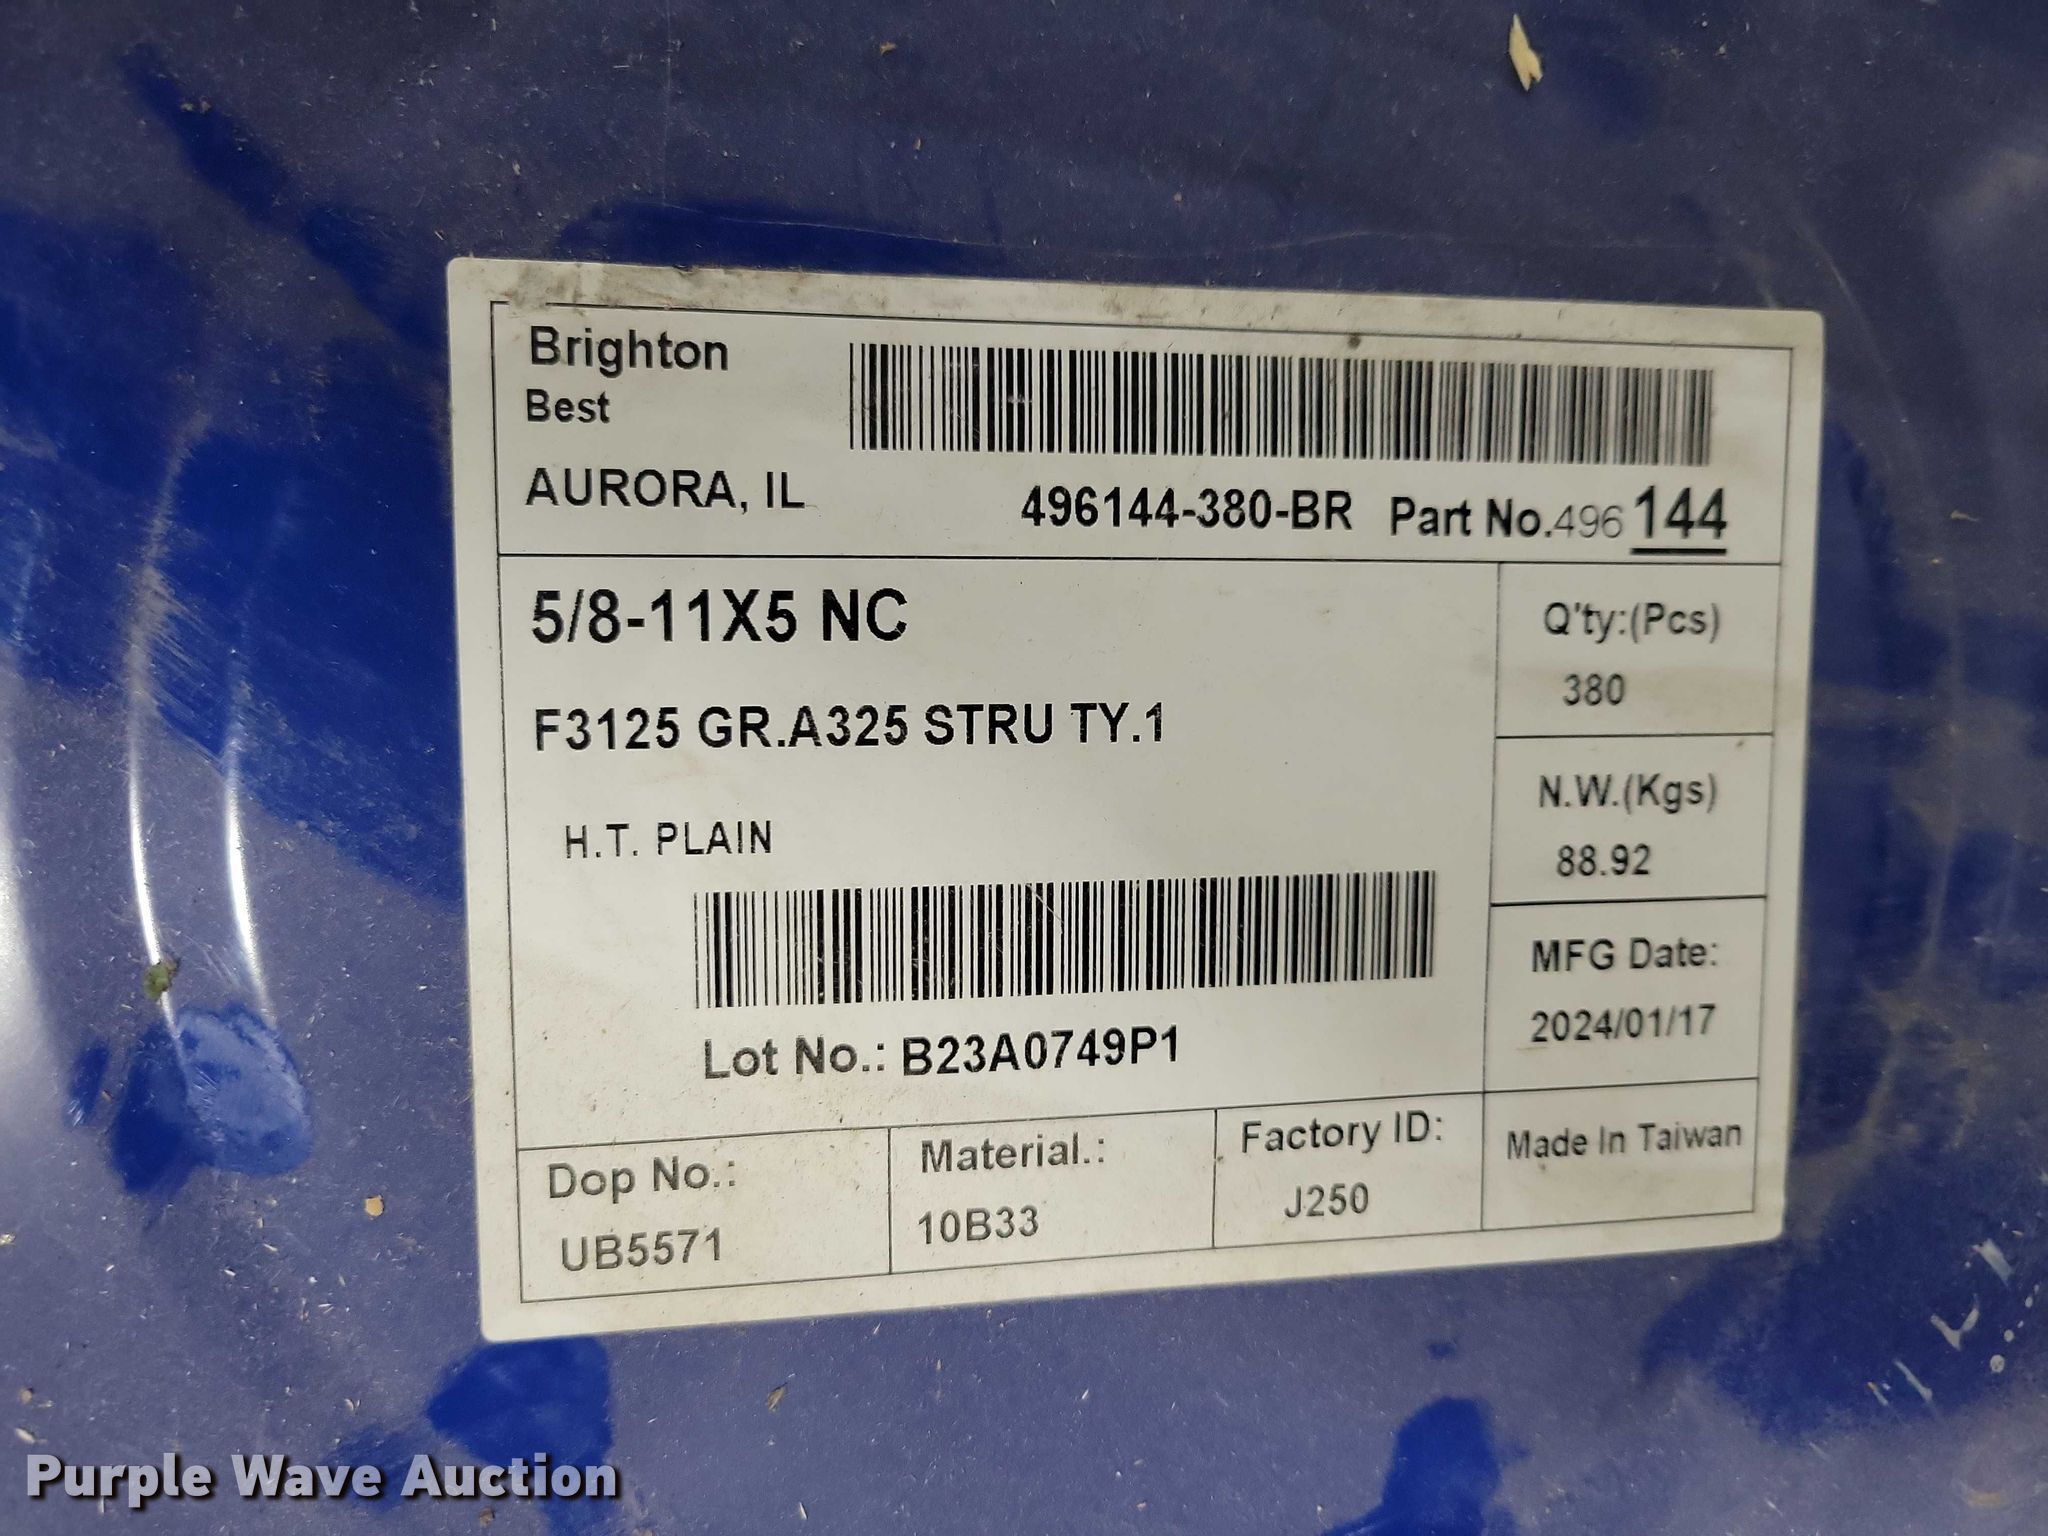 Brighton
Best
AURORA, IL
496144-380-BR Part No.496 144
5/8-11X5 NC
F3125 GR.A325 STRU TY.1
H.T. PLAIN
Lot No.: B23A0749P1
Q'ty:(Pcs)
380
N.W.(Kgs)
88.92
MFG Date:
2024/01/17
Dop No.:
UB5571
Material.:
10B33
Factory ID:
J250
Made In Taiwan
Purple Wave Auction